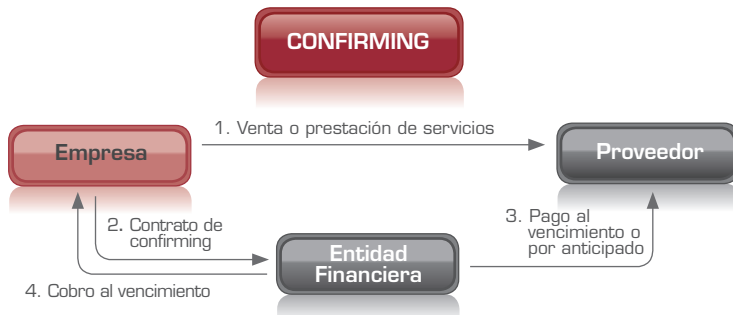 CONFIRMING
1. Venta o prestación de servicios
Empresa
Proveedor
2. Contrato de
confirming
3. Pago al
vencimiento o
por anticipado
Entidad
Financiera
4. Cobro al vencimiento